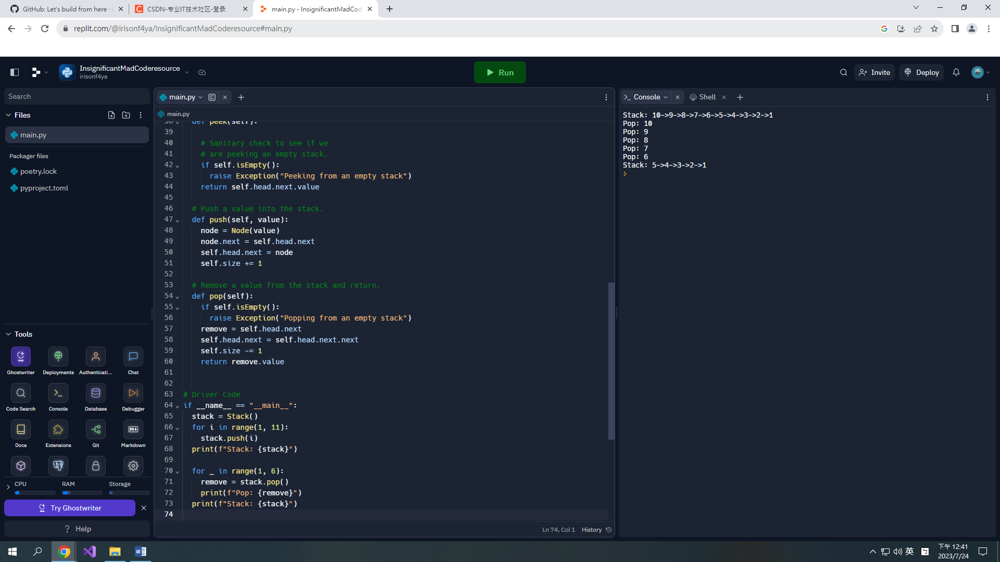 GitHub: Let's build from here ·
CSDN-专业IT技术社区-登录
main.py - InsignificantMadCod
replit.com/@irisonf4ya/InsignificantMadCoderesource#main.py
InsignificantMadCoderesource
irisonf4ya
Run
Invite
Deploy
Search
Files
main.py
Packager files
poetry.lock
pyproject.toml
Tools
Ghostwriter
Deployments
Authenticati...
Chat
Code Search
Console
Database
Debugger
Docs
Extensions
Git
Markdown
CPU
RAM
Storage
Try Ghostwriter
? Help
main.py
main.py
38 def peek(self):
39
40 # Sanitary check to see if we
41 # are peeking an empty stack.
42 if self.isEmpty():
43 raise Exception("Peeking from an empty stack")
44 return self.head.next.value
45
46 # Push a value into the stack.
47 def push(self, value):
48 node = Node(value)
49 node.next = self.head.next
50 self.head.next = node
51 self.size += 1
52
53 # Remove a value from the stack and return.
54 def pop(self):
55 if self.isEmpty():
56 raise Exception("Popping from an empty stack")
57 remove = self.head.next
58 self.head.next = self.head.next.next
59 self.size -= 1
60 return remove.value
61
62
63 # Driver Code
64 if __name__ == "__main__":
65 stack = Stack()
66 for i in range(1, 11):
67 stack.push(i)
68 print(f"Stack: {stack}")
69
70 for _ in range(1, 6):
71 remove = stack.pop()
72 print(f"Pop: {remove}")
73 print(f"Stack: {stack}")
74
Ln 74, Col 1
History
Console
Shell
Stack: 10->9->8->7->6->5->4->3->2->1
Pop: 10
Pop: 9
Pop: 8
Pop: 7
Pop: 6
Stack: 5->4->3->2->1
英
下午 12:41
2023/7/24